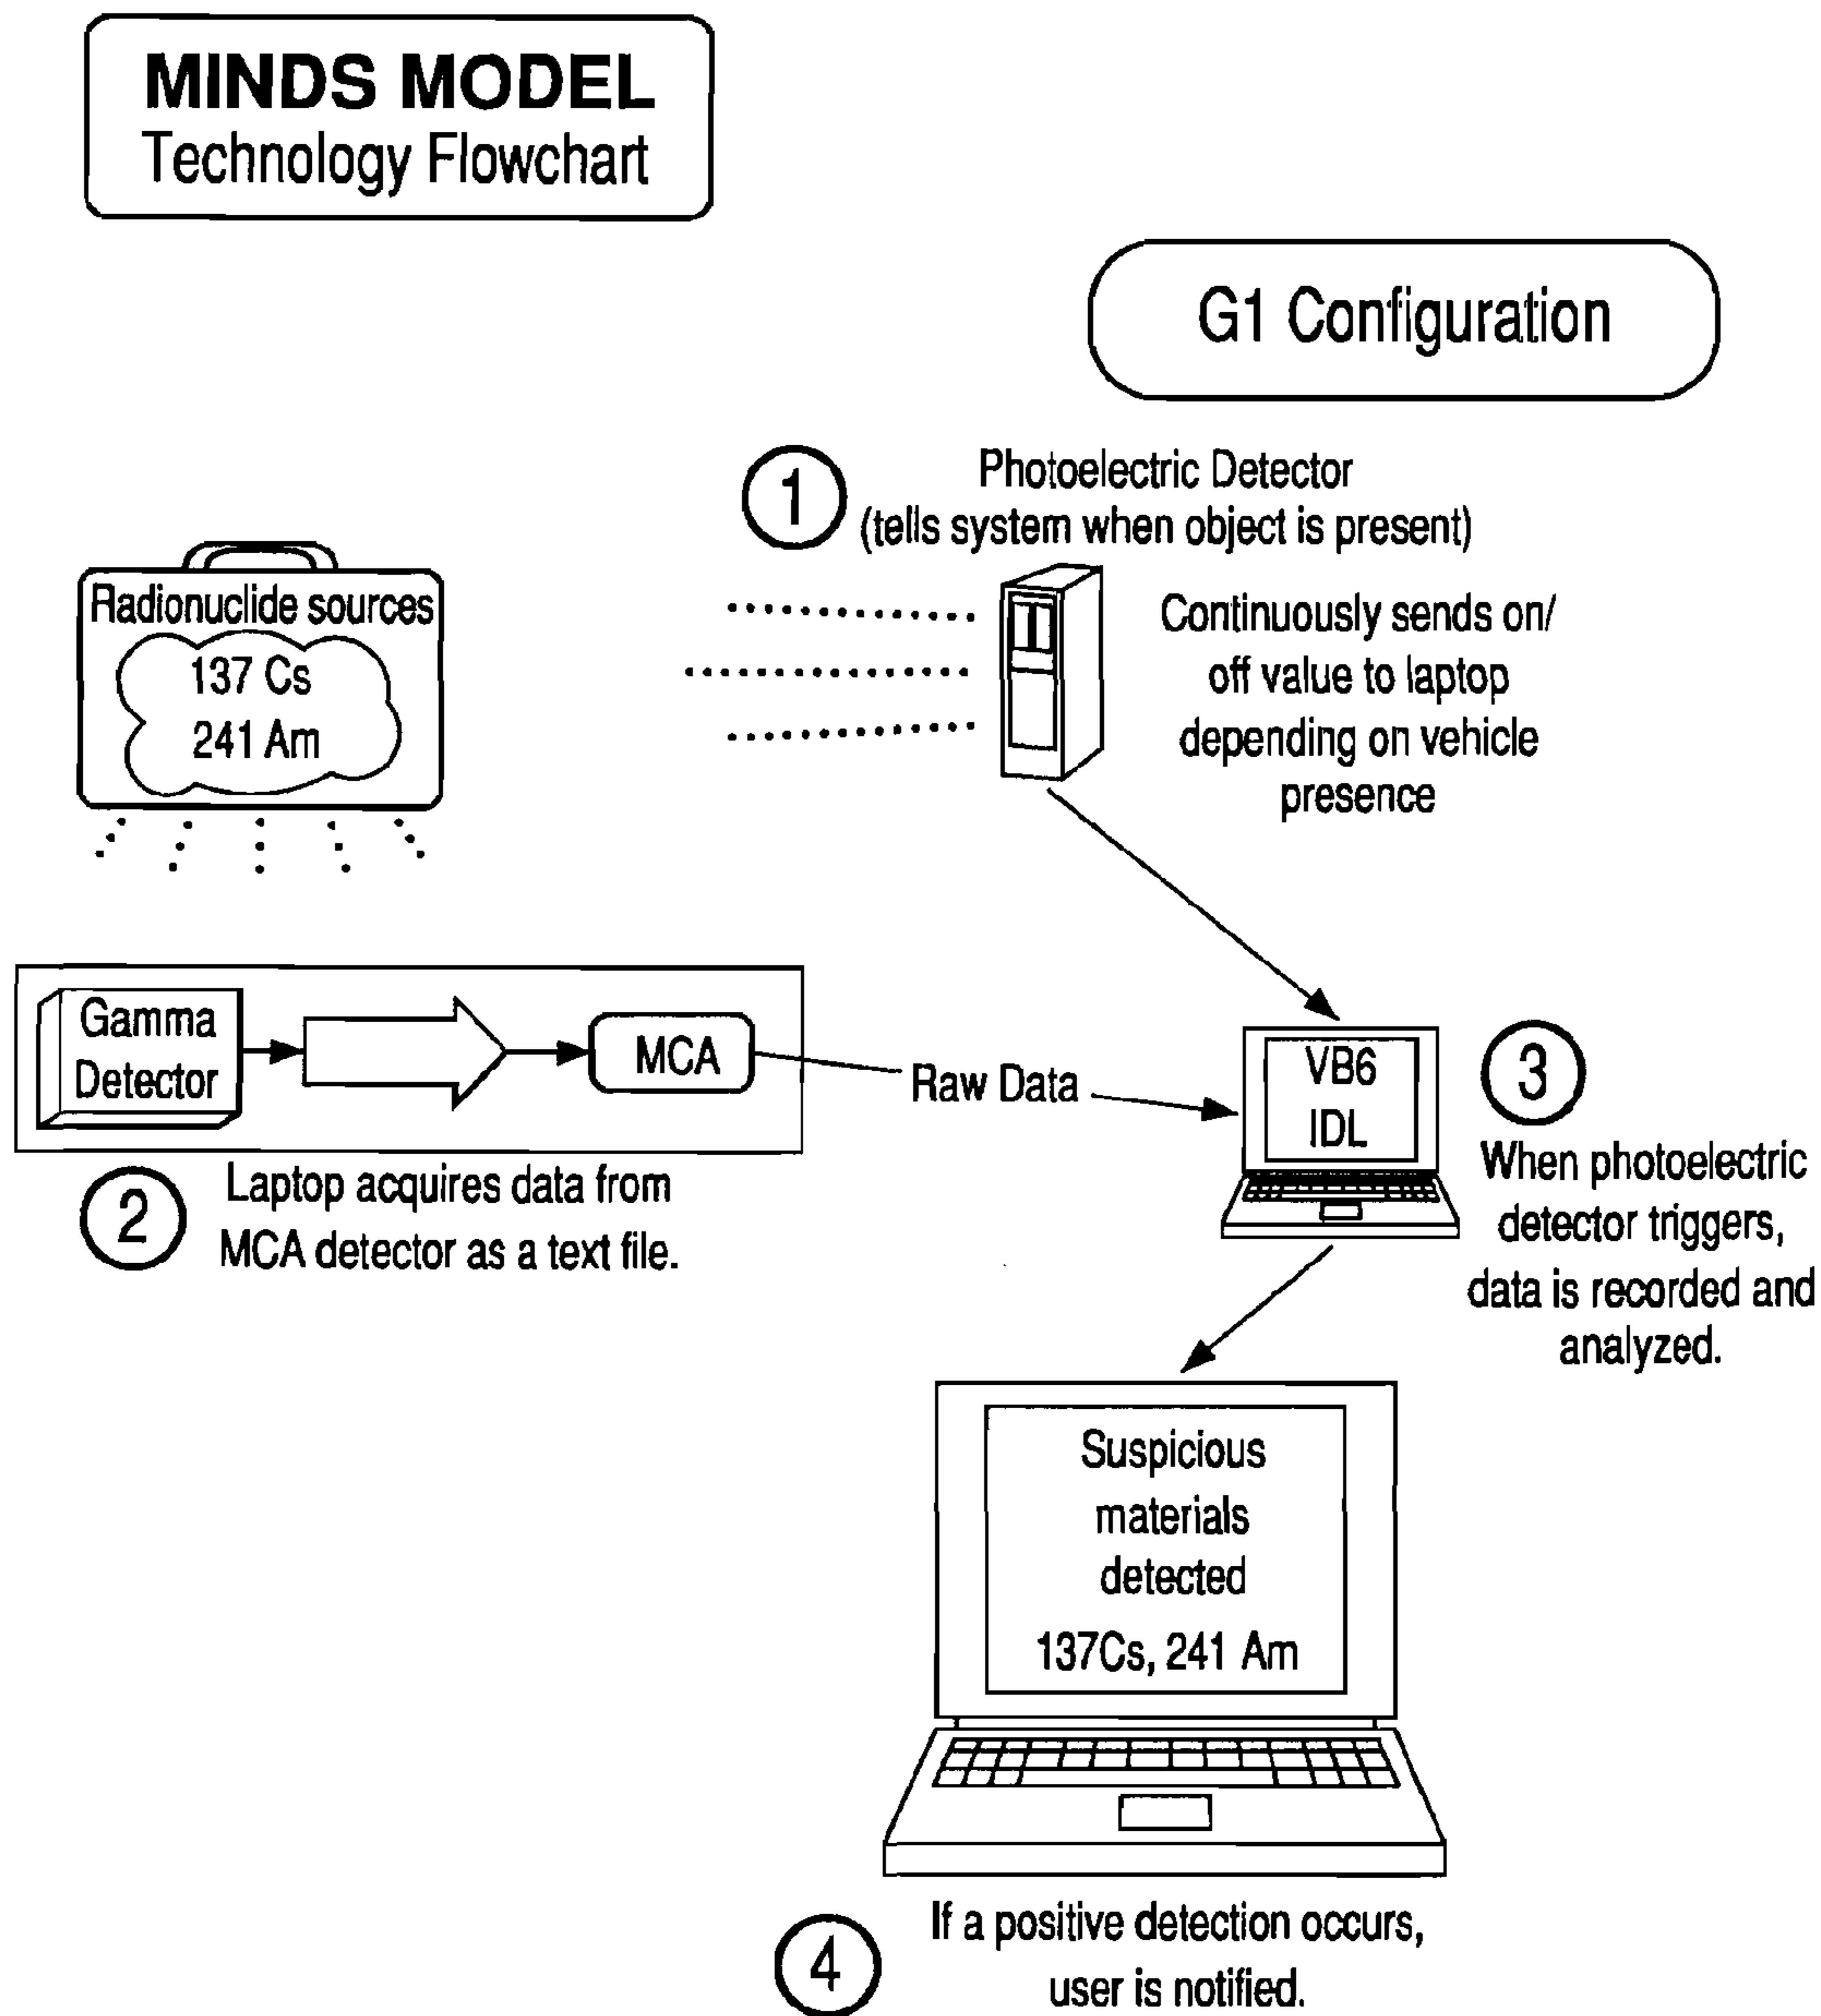 MINDS MODEL
Technology Flowchart
G1 Configuration
1
Photoelectric Detector
(tells system when object is present)
Continuously sends on/
off value to laptop
depending on vehicle
presence
Radionuclide sources
137 Cs
241 Am
Gamma
Detector
MCA
Raw Data
2
Laptop acquires data from
MCA detector as a text file.
VB6
IDL
3
When photoelectric
detector triggers,
data is recorded and
analyzed.
Suspicious
materials
detected
137Cs, 241 Am
4
If a positive detection occurs,
user is notified.